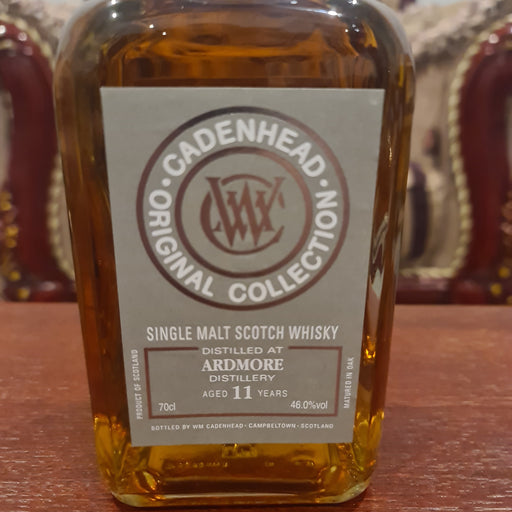 · CADENHEAD ·
ORIGINAL COLLECTION
WC
SINGLE MALT SCOTCH WHISKY
PRODUCT OF SCOTLAND
DISTILLED AT
ARDMORE
DISTILLERY
AGED 11 YEARS
70cl
46.0%vol
MATURED IN OAK
BOTTLED BY WM CADENHEAD · CAMPBELTOWN · SCOTLAND